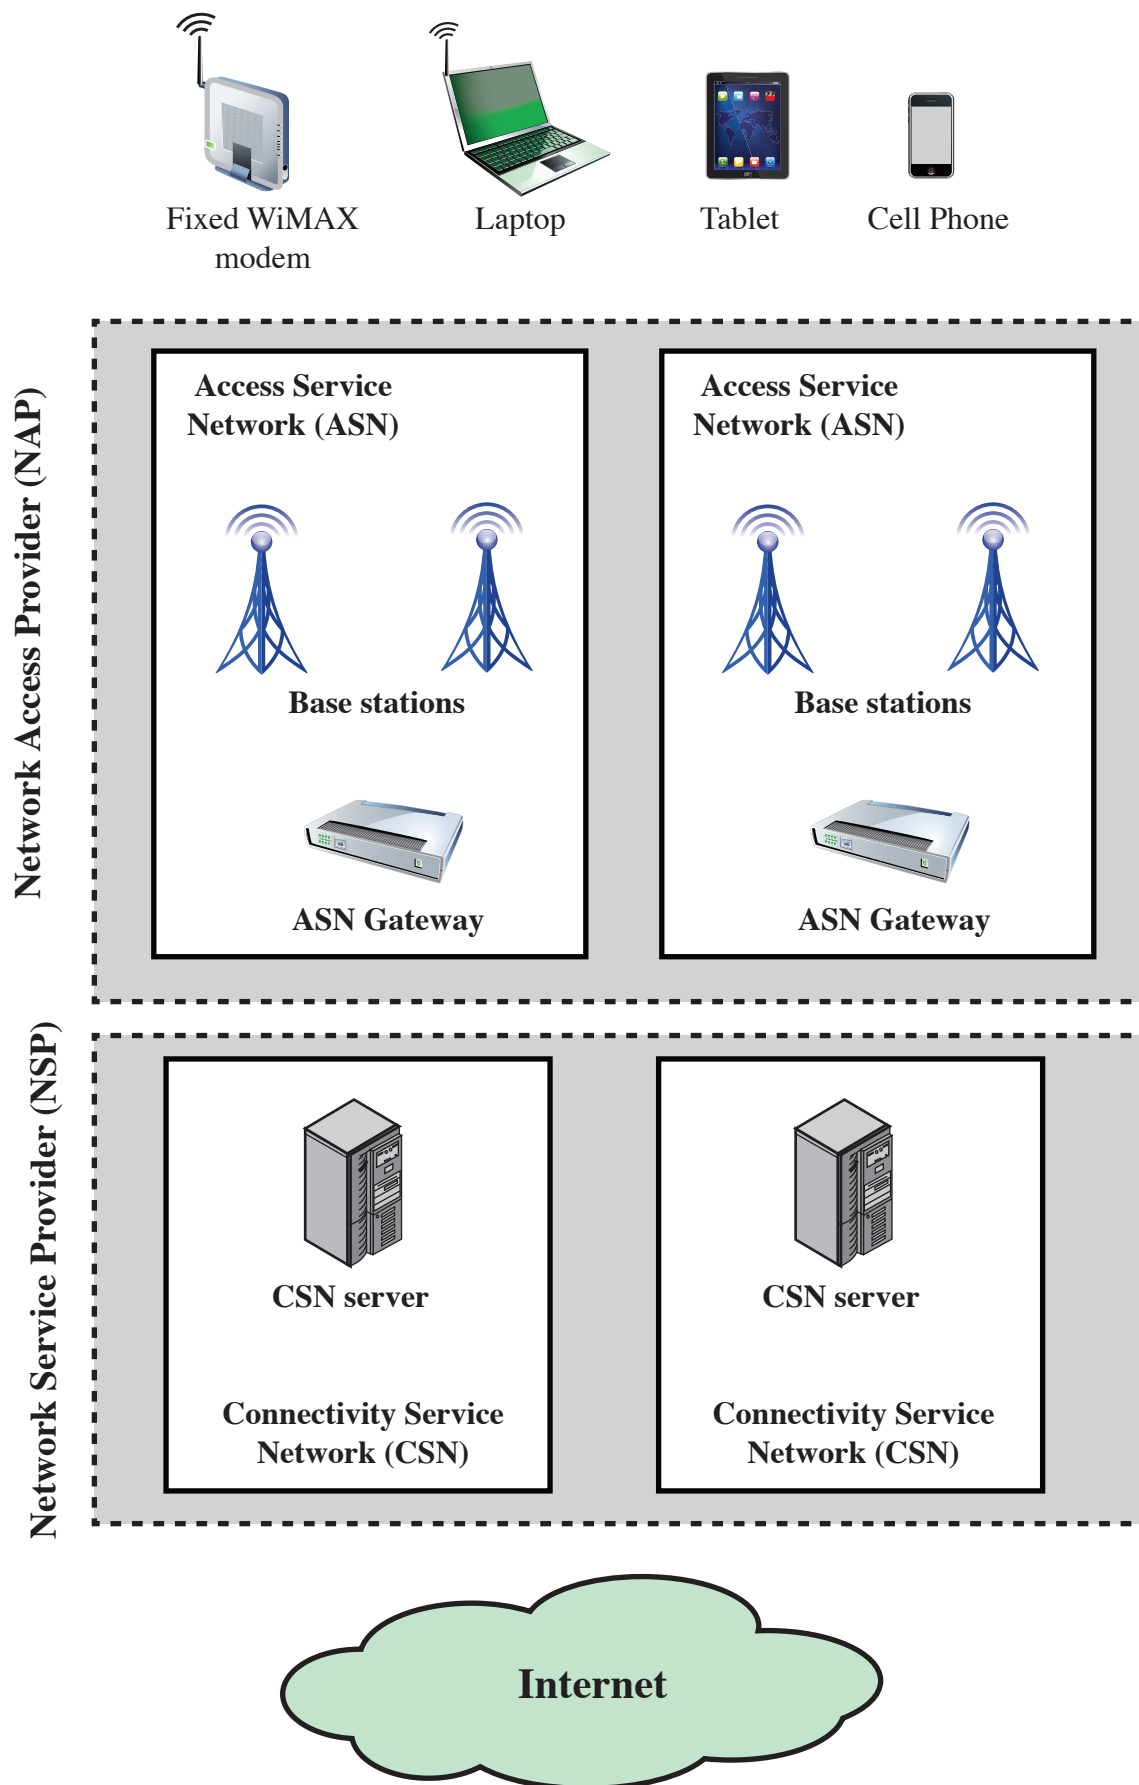 Fixed WiMAX
modem
Laptop
Tablet
Cell Phone
Network Access Provider (NAP)
Access Service
Network (ASN)
Base stations
ASN Gateway
Access Service
Network (ASN)
Base stations
ASN Gateway
Network Service Provider (NSP)
CSN server
Connectivity Service
Network (CSN)
CSN server
Connectivity Service
Network (CSN)
Internet